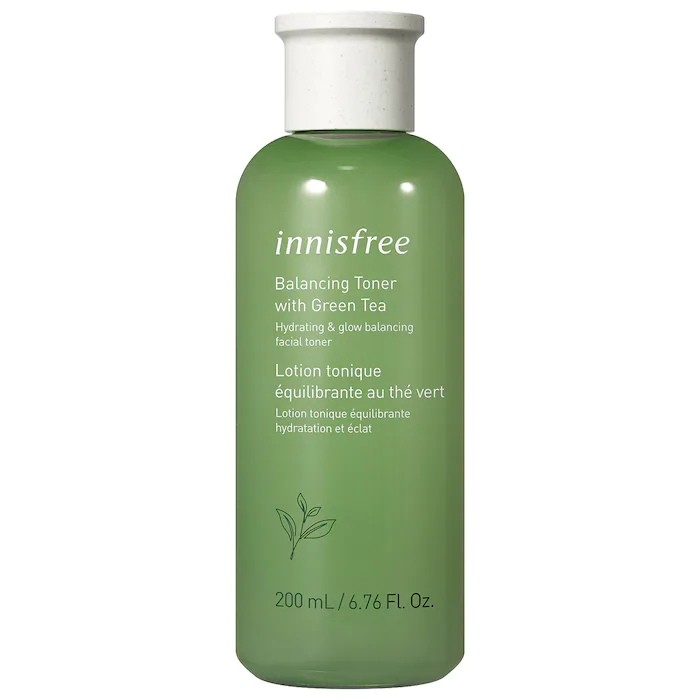 innisfree
Balancing Toner
with Green Tea
Hydrating & glow balancing
facial toner
Lotion tonique
équilibrante au thé vert
Lotion tonique équilibrante
hydratation et éclat
200 mL / 6.76 Fl. Oz.